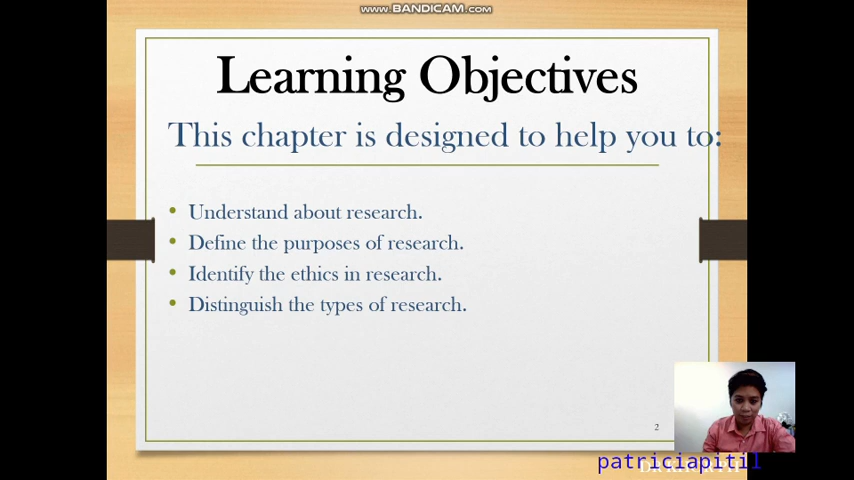 www.BANDICAM.com
Learning Objectives
This chapter is designed to help you to:
• Understand about research.
• Define the purposes of research.
• Identify the ethics in research.
• Distinguish the types of research.
2
patriciapitil